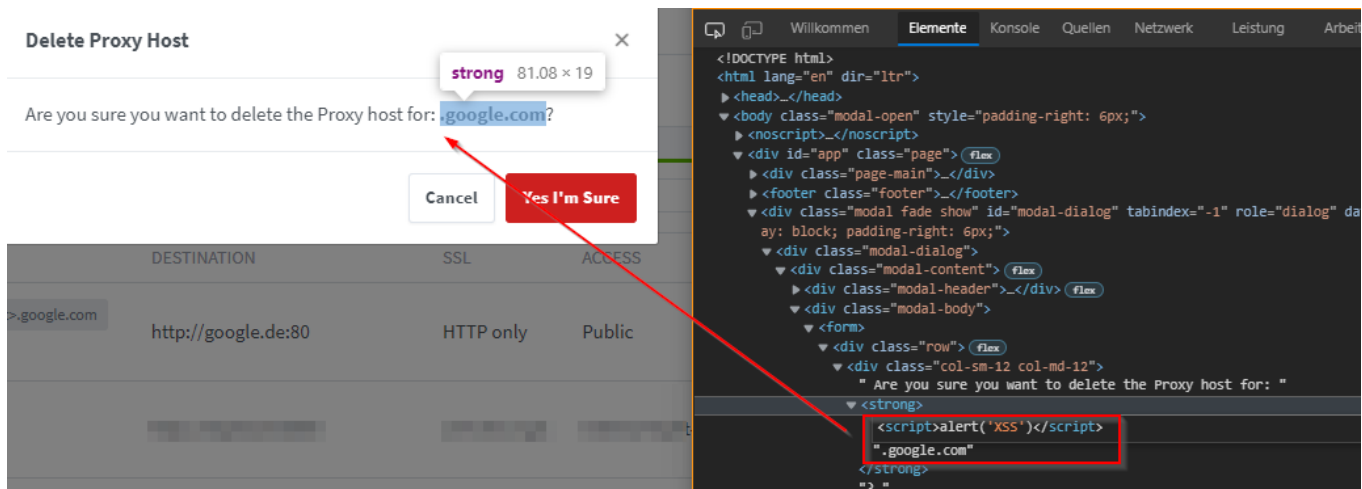 Delete Proxy Host
×
strong 81.08 × 19
Are you sure you want to delete the Proxy host for: .google.com?
Cancel
Yes I'm Sure
DESTINATION SSL ACCESS
>.google.com
http://google.de:80 HTTP only Public
Willkommen Elemente Konsole Quellen Netzwerk Leistung Arbeit
<!DOCTYPE html>
<html lang="en" dir="ltr">
<head>…</head>
<body class="modal-open" style="padding-right: 6px;">
<noscript>…</noscript>
<div id="app" class="page"> flex
<div class="page-main">…</div>
<footer class="footer">…</footer>
<div class="modal fade show" id="modal-dialog" tabindex="-1" role="dialog" da
ay: block; padding-right: 6px;">
<div class="modal-dialog">
<div class="modal-content"> flex
<div class="modal-header">…</div> flex
<div class="modal-body">
<form>
<div class="row"> flex
<div class="col-sm-12 col-md-12">
" Are you sure you want to delete the Proxy host for: "
<strong>
<script>alert('XSS')</script>
".google.com"
</strong>
"? "